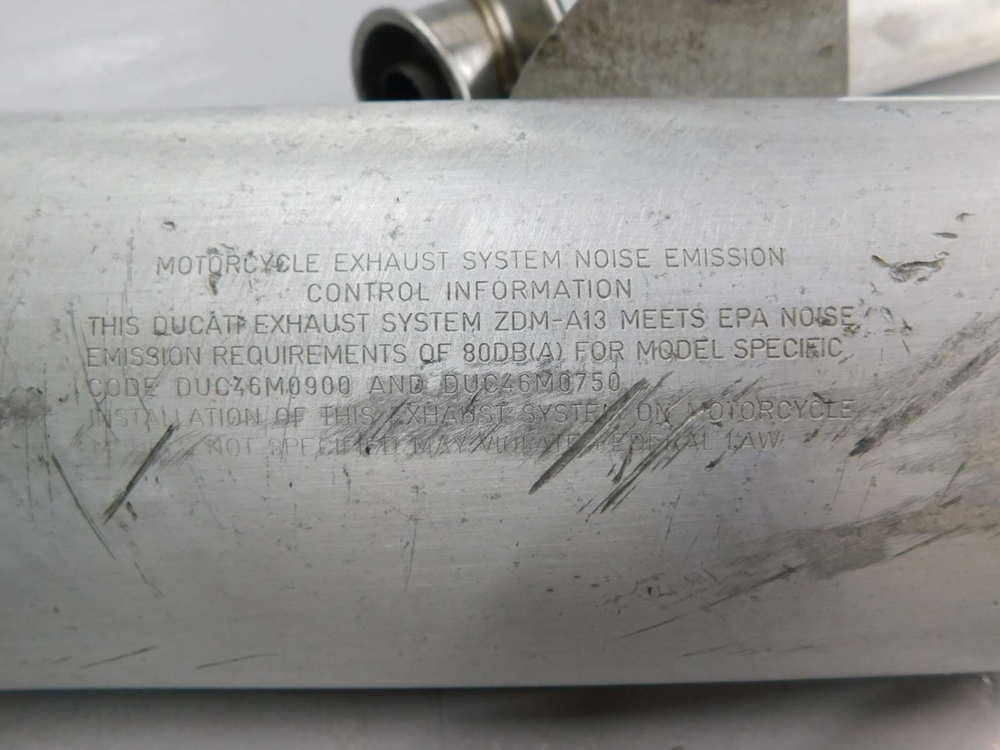 MOTORCYCLE EXHAUST SYSTEM NOISE EMISSION
CONTROL INFORMATION
THIS DUCATI EXHAUST SYSTEM ZDM-A13 MEETS EPA NOISE
EMISSION REQUIREMENTS OF 80DB(A) FOR MODEL SPECIFIC
CODE DUC46M0900 AND DUC46M0750
INSTALLATION OF THIS EXHAUST SYSTEM ON MOTORCYCLE
NOT SPECIFIED MAY VIOLATE FEDERAL LAW